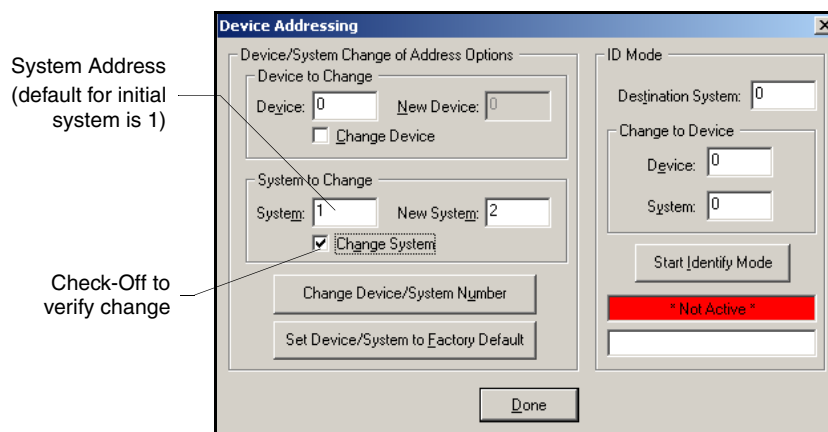 Device Addressing
System Address
(default for initial
system is 1)
Check-Off to
verify change
Device/System Change of Address Options
Device to Change
Device: 0 New Device: 0
Change Device
System to Change
System: 1 New System: 2
Change System
Change Device/System Number
Set Device/System to Factory Default
ID Mode
Destination System: 0
Change to Device
Device: 0
System: 0
Start Identify Mode
* Not Active *
Done